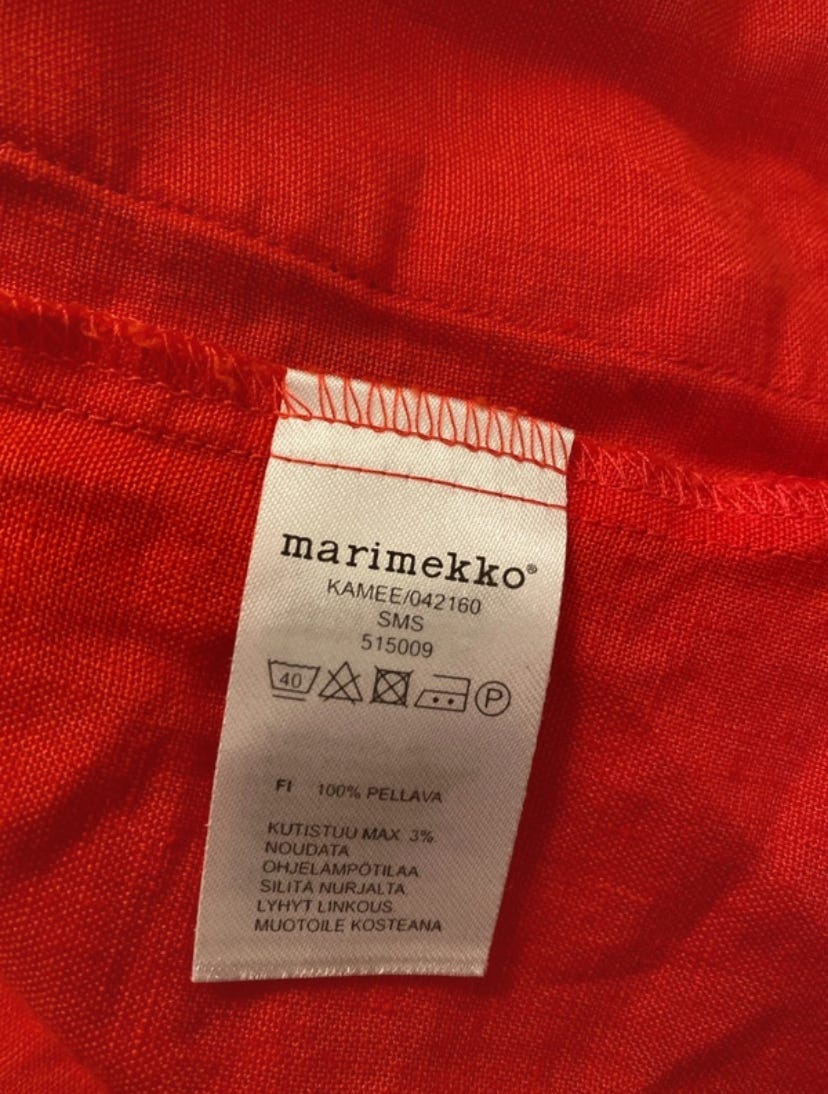 marimekko®
KAMEE/042160
SMS
515009
40 P
FI 100% PELLAVA
KUTISTUU MAX. 3%.
NOUDATA
OHJELÄMPÖTILAA.
SILITÄ NURJALTA.
LYHYT LINKOUS.
MUOTOILE KOSTEANA